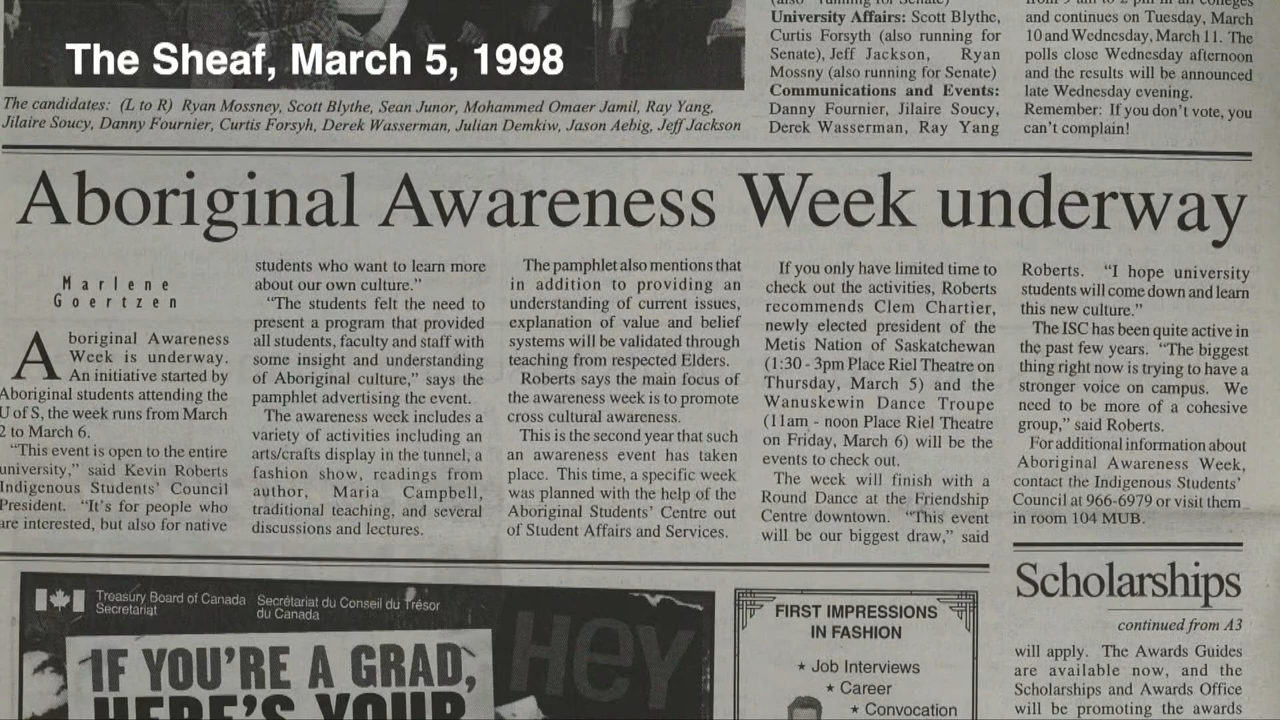 The Sheaf, March 5, 1998
The candidates: (L to R) Ryan Mossney, Scott Blythe, Sean Junor, Mohammed Omaer Jamil, Ray Yang,
Jilaire Soucy, Danny Fournier, Curtis Forsyh, Derek Wasserman, Julian Demkiw, Jason Aebig, Jeff Jackson
(also running for Senate)
University Affairs: Scott Blythe,
Curtis Forsyth (also running for
Senate), Jeff Jackson, Ryan
Mossny (also running for Senate)
Communications and Events:
Danny Fournier, Jilaire Soucy,
Derek Wasserman, Ray Yang
from 9 am to 2 pm in all colleges
and continues on Tuesday, March
10 and Wednesday, March 11. The
polls close Wednesday afternoon
and the results will be announced
late Wednesday evening.
Remember: If you don't vote, you
can't complain!
Aboriginal Awareness Week underway
Marlene
Goertzen
Aboriginal Awareness
Week is underway.
An initiative started by
Aboriginal students attending the
U of S, the week runs from March
2 to March 6.
"This event is open to the entire
university," said Kevin Roberts
Indigenous Students' Council
President. "It's for people who
are interested, but also for native
students who want to learn more
about our own culture."
"The students felt the need to
present a program that provided
all students, faculty and staff with
some insight and understanding
of Aboriginal culture," says the
pamphlet advertising the event.
The awareness week includes a
variety of activities including an
arts/crafts display in the tunnel, a
fashion show, readings from
author, Maria Campbell,
traditional teaching, and several
discussions and lectures.
The pamphlet also mentions that
in addition to providing an
understanding of current issues,
explanation of value and belief
systems will be validated through
teaching from respected Elders.
Roberts says the main focus of
the awareness week is to promote
cross cultural awareness.
This is the second year that such
an awareness event has taken
place. This time, a specific week
was planned with the help of the
Aboriginal Students' Centre out
of Student Affairs and Services.
If you only have limited time to
check out the activities, Roberts
recommends Clem Chartier,
newly elected president of the
Metis Nation of Saskatchewan
(1:30 - 3pm Place Riel Theatre on
Thursday, March 5) and the
Wanuskewin Dance Troupe
(11am - noon Place Riel Theatre
on Friday, March 6) will be the
events to check out.
The week will finish with a
Round Dance at the Friendship
Centre downtown. "This event
will be our biggest draw," said
Roberts. "I hope university
students will come down and learn
this new culture."
The ISC has been quite active in
the past few years. "The biggest
thing right now is trying to have a
stronger voice on campus. We
need to be more of a cohesive
group," said Roberts.
For additional information about
Aboriginal Awareness Week,
contact the Indigenous Students'
Council at 966-6979 or visit them
in room 104 MUB.
Treasury Board of Canada
Secretariat
Secrétariat du Conseil du Trésor
du Canada
IF YOU'RE A GRAD,
HERE'S YOUR
HEY
FIRST IMPRESSIONS
IN FASHION
★ Job Interviews
★ Career
★ Convocation
Scholarships
continued from A3
will apply. The Awards Guides
are available now, and the
Scholarships and Awards Office
will be promoting the awards